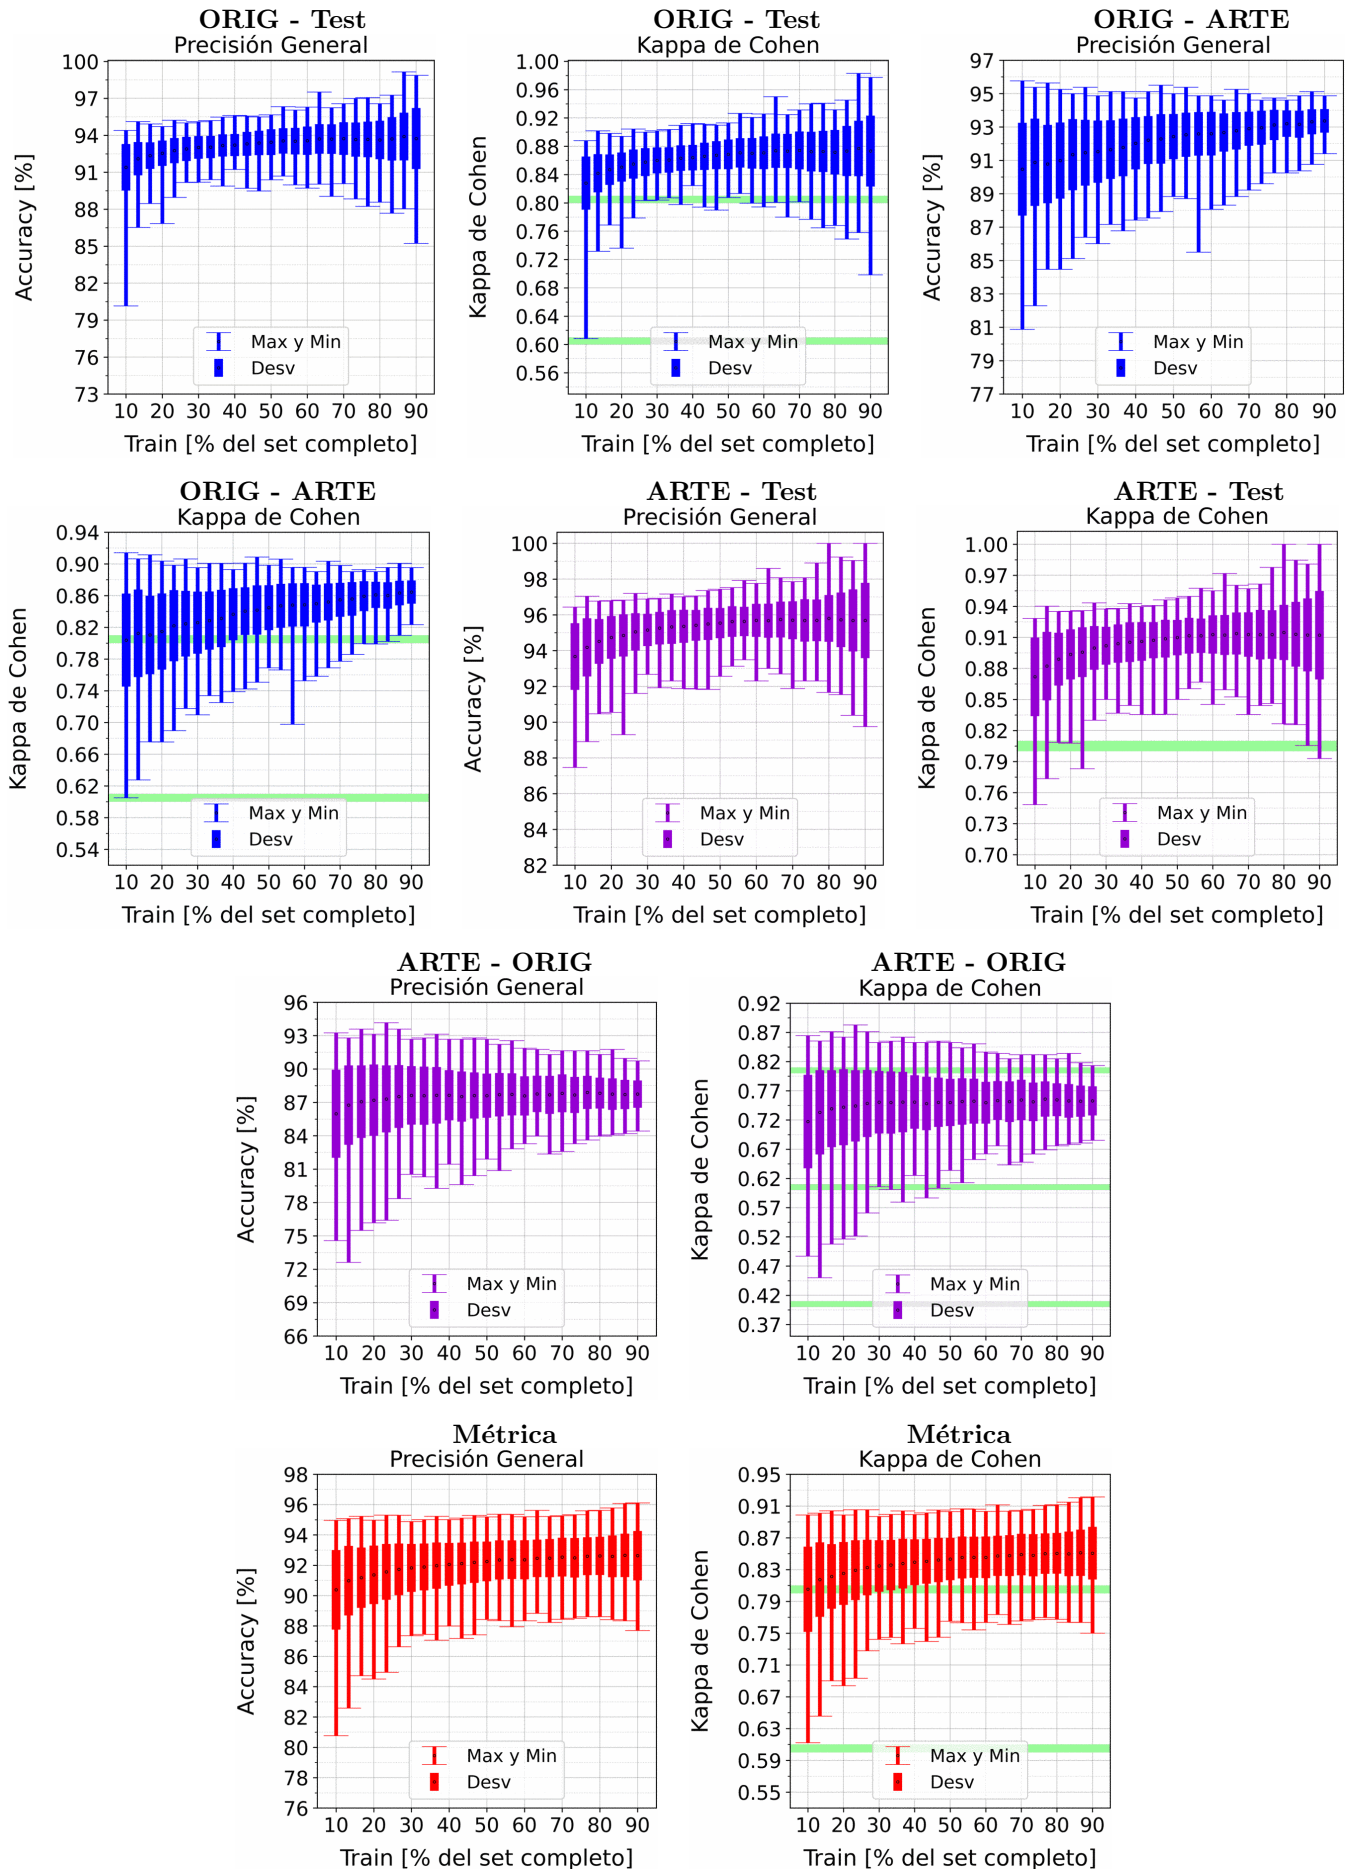 ORIG - Test
Precisión General
100
97
94
91
88
85
82
79
76
73
Accuracy [%]
Max y Min
Desv
10 20 30 40 50 60 70 80 90
Train [% del set completo]
ORIG - Test
Kappa de Cohen
1.00
0.96
0.92
0.88
0.84
0.80
0.76
0.72
0.68
0.64
0.60
0.56
Kappa de Cohen
Max y Min
Desv
10 20 30 40 50 60 70 80 90
Train [% del set completo]
ORIG - ARTE
Precisión General
97
95
93
91
89
87
85
83
81
79
77
Accuracy [%]
Max y Min
Desv
10 20 30 40 50 60 70 80 90
Train [% del set completo]
ORIG - ARTE
Kappa de Cohen
0.94
0.90
0.86
0.82
0.78
0.74
0.70
0.66
0.62
0.58
0.54
Kappa de Cohen
Max y Min
Desv
10 20 30 40 50 60 70 80 90
Train [% del set completo]
ARTE - Test
Precisión General
100
98
96
94
92
90
88
86
84
82
Accuracy [%]
Max y Min
Desv
10 20 30 40 50 60 70 80 90
Train [% del set completo]
ARTE - Test
Kappa de Cohen
1.00
0.97
0.94
0.91
0.88
0.85
0.82
0.79
0.76
0.73
0.70
Kappa de Cohen
Max y Min
Desv
10 20 30 40 50 60 70 80 90
Train [% del set completo]
ARTE - ORIG
Precisión General
96
93
90
87
84
81
78
75
72
69
66
Accuracy [%]
Max y Min
Desv
10 20 30 40 50 60 70 80 90
Train [% del set completo]
ARTE - ORIG
Kappa de Cohen
0.92
0.87
0.82
0.77
0.72
0.67
0.62
0.57
0.52
0.47
0.42
0.37
Kappa de Cohen
Max y Min
Desv
10 20 30 40 50 60 70 80 90
Train [% del set completo]
Métrica
Precisión General
98
96
94
92
90
88
86
84
82
80
78
76
Accuracy [%]
Max y Min
Desv
10 20 30 40 50 60 70 80 90
Train [% del set completo]
Métrica
Kappa de Cohen
0.95
0.91
0.87
0.83
0.79
0.75
0.71
0.67
0.63
0.59
0.55
Kappa de Cohen
Max y Min
Desv
10 20 30 40 50 60 70 80 90
Train [% del set completo]